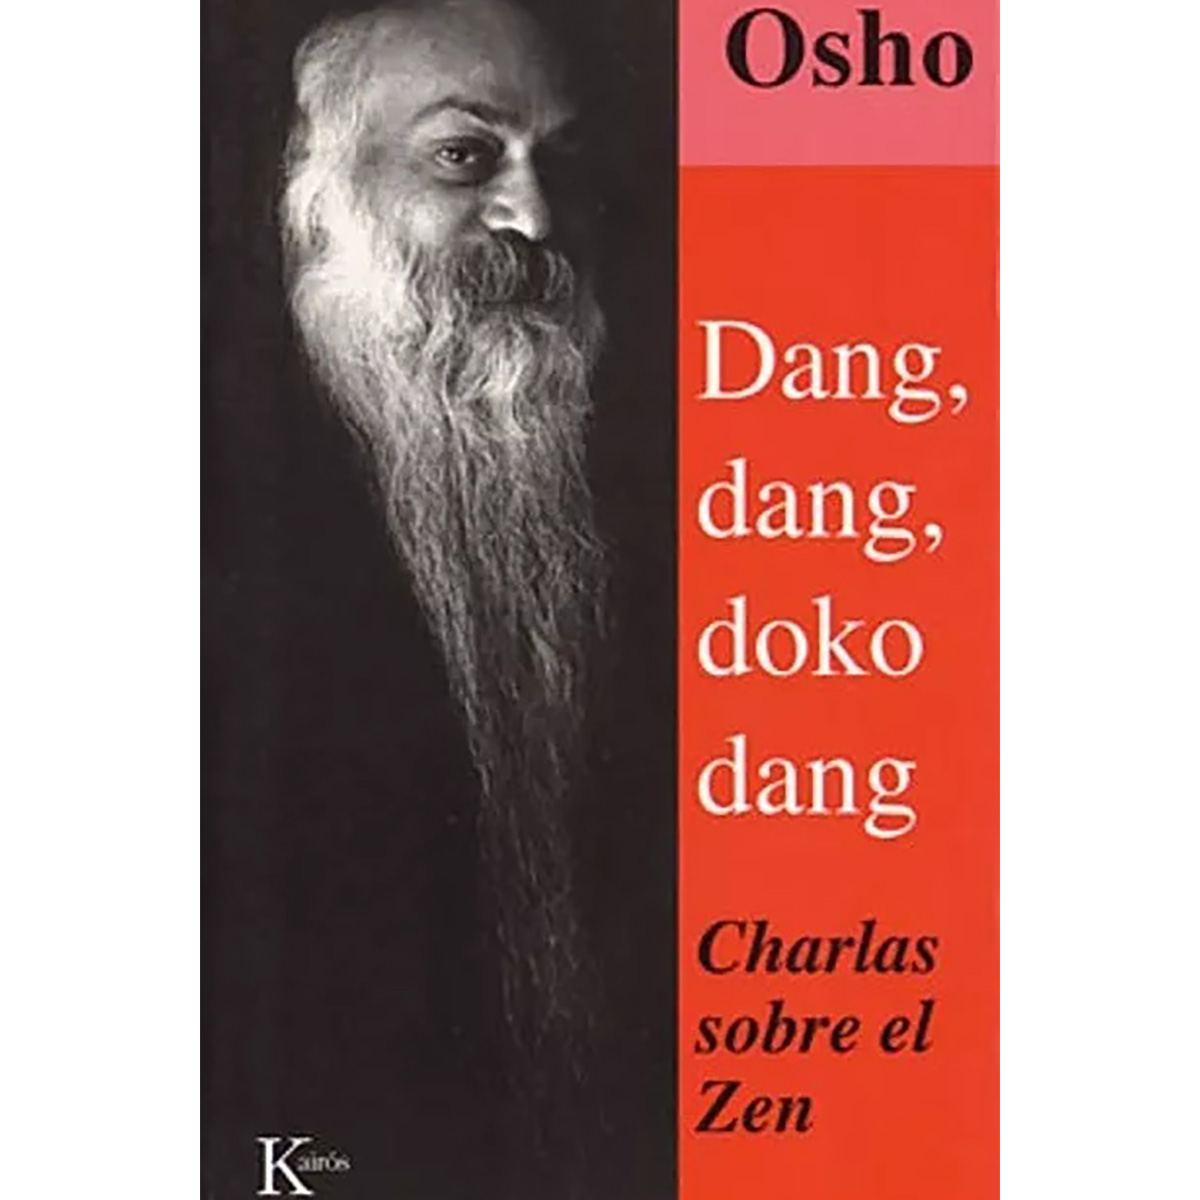 Osho
Dang,
dang,
doko
dang
Charlas
sobre el
Zen
Kairós